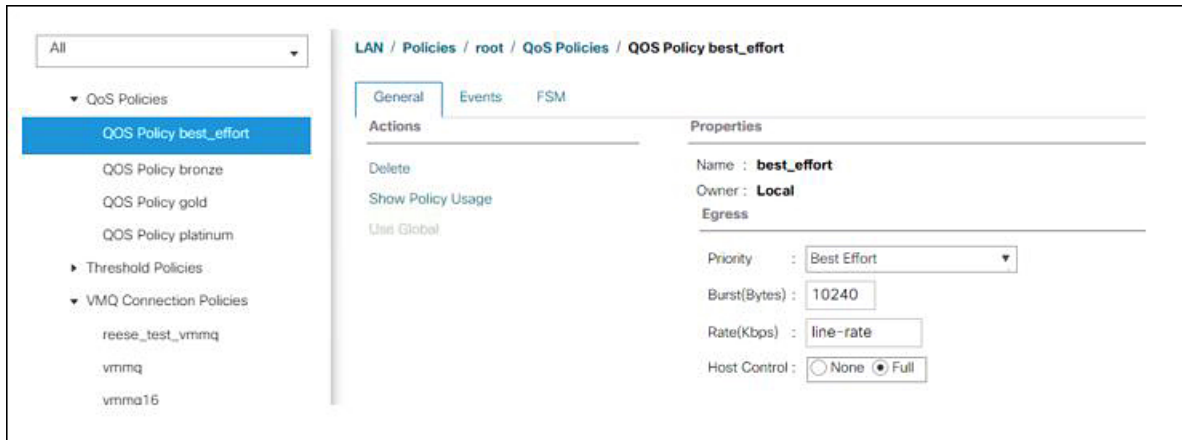 All
QoS Policies
QOS Policy best_effort
QOS Policy bronze
QOS Policy gold
QOS Policy platinum
Threshold Policies
VMQ Connection Policies
reese_test_vmmq
vmmq
vmmq16
LAN / Policies / root / QoS Policies / QOS Policy best_effort
General Events FSM
Actions
Delete
Show Policy Usage
Use Global
Properties
Name : best_effort
Owner : Local
Egress
Priority : Best Effort
Burst(Bytes) : 10240
Rate(Kbps) : line-rate
Host Control : None Full